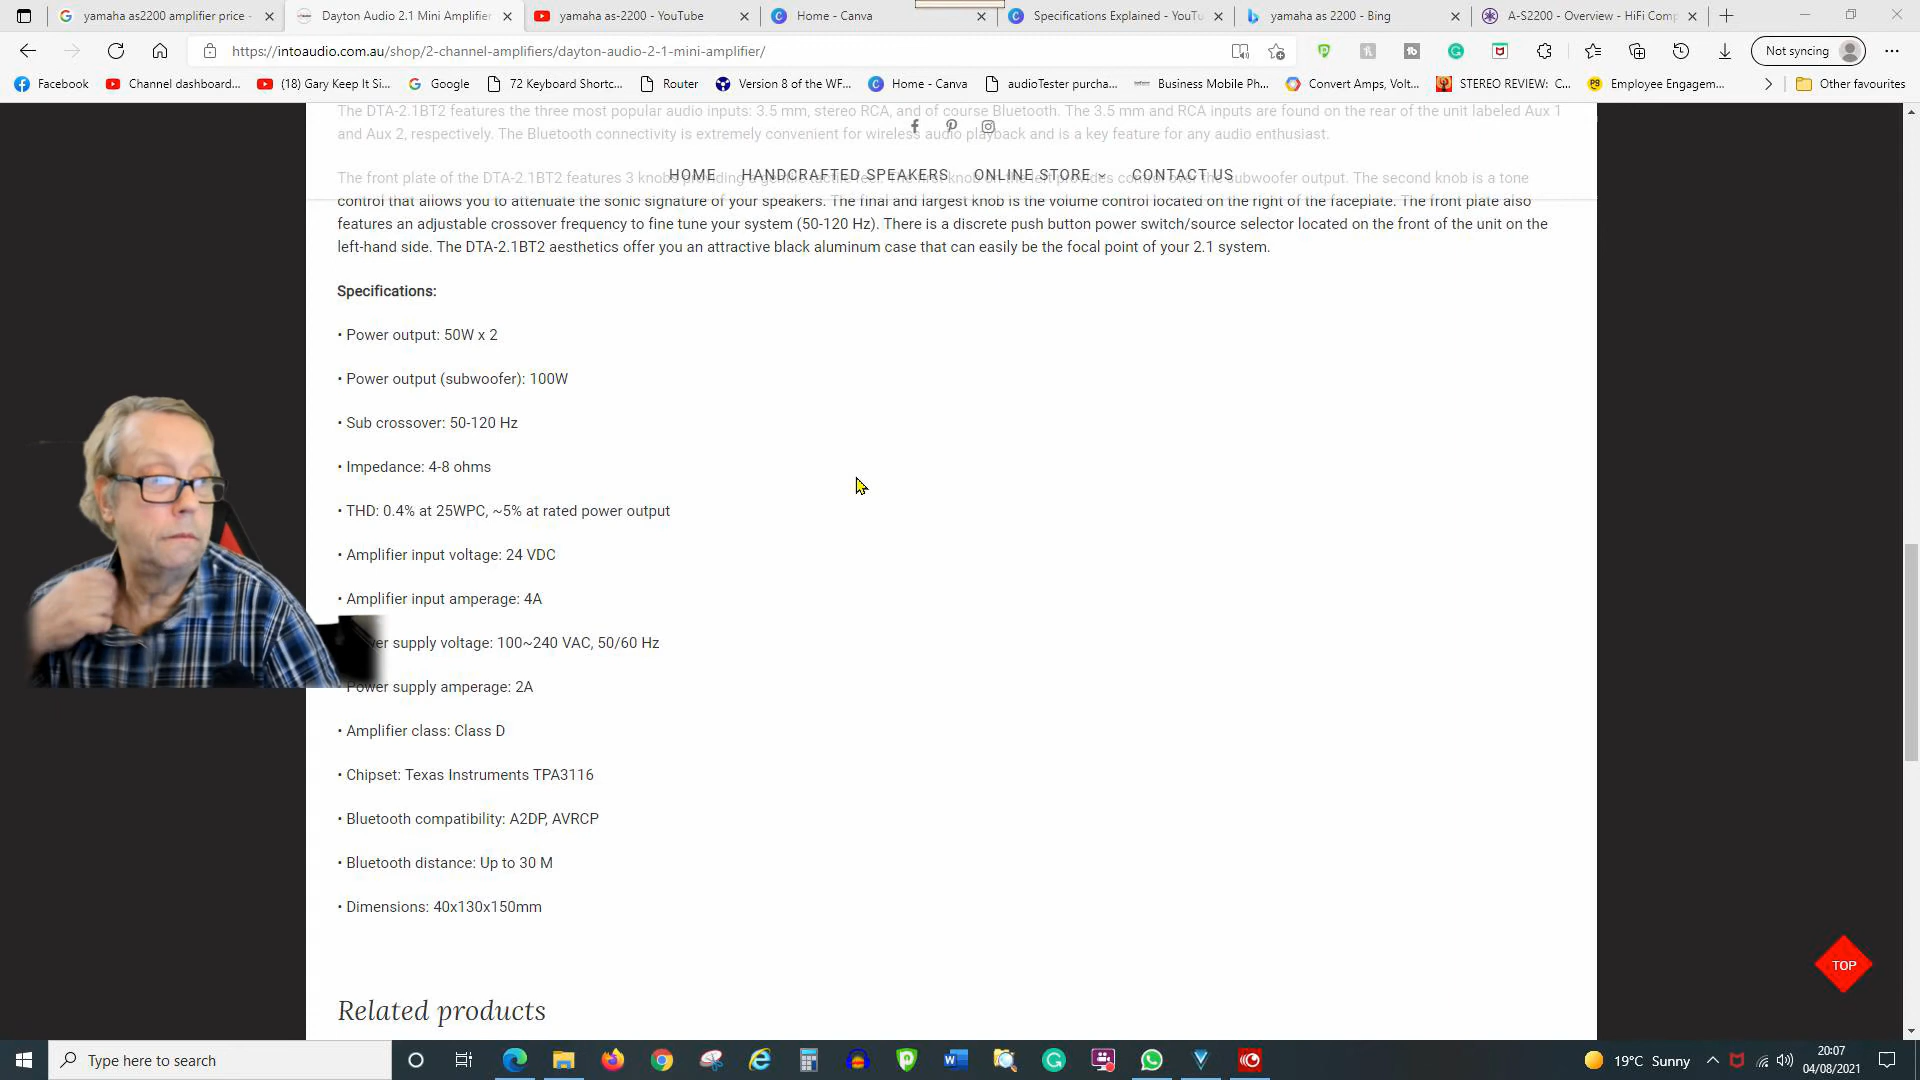 yamaha as2200 amplifier price -
Dayton Audio 2.1 Mini Amplifier
yamaha as-2200 - YouTube
Home - Canva
Specifications Explained - YouTu
yamaha as 2200 - Bing
A-S2200 - Overview - HiFi Comp
https://intoaudio.com.au/shop/2-channel-amplifiers/dayton-audio-2-1-mini-amplifier/
Not syncing
Facebook
Channel dashboard...
(18) Gary Keep It Si...
Google
72 Keyboard Shortc...
Router
Version 8 of the WF...
Home - Canva
audioTester purcha...
Business Mobile Ph...
Convert Amps, Volt...
STEREO REVIEW: C...
Employee Engagem...
Other favourites
The DTA-2.1BT2 features the three most popular audio inputs: 3.5 mm, stereo RCA, and of course Bluetooth. The 3.5 mm and RCA inputs are found on the rear of the unit labeled Aux 1
and Aux 2, respectively. The Bluetooth connectivity is extremely convenient for wireless audio playback and is a key feature for any audio enthusiast.
HOME HANDCRAFTED SPEAKERS ONLINE STORE CONTACT US
The front plate of the DTA-2.1BT2 features 3 knobs providing a gentle tactile feel. The first knob on the left provides control over the subwoofer output. The second knob is a tone
control that allows you to attenuate the sonic signature of your speakers. The final and largest knob is the volume control located on the right of the faceplate. The front plate also
features an adjustable crossover frequency to fine tune your system (50-120 Hz). There is a discrete push button power switch/source selector located on the front of the unit on the
left-hand side. The DTA-2.1BT2 aesthetics offer you an attractive black aluminum case that can easily be the focal point of your 2.1 system.
Specifications:
• Power output: 50W x 2
• Power output (subwoofer): 100W
• Sub crossover: 50-120 Hz
• Impedance: 4-8 ohms
• THD: 0.4% at 25WPC, ~5% at rated power output
• Amplifier input voltage: 24 VDC
• Amplifier input amperage: 4A
supply voltage: 100~240 VAC, 50/60 Hz
Power supply amperage: 2A
• Amplifier class: Class D
• Chipset: Texas Instruments TPA3116
• Bluetooth compatibility: A2DP, AVRCP
• Bluetooth distance: Up to 30 M
• Dimensions: 40x130x150mm
TOP
Related products
Type here to search
19°C Sunny
20:07
04/08/2021